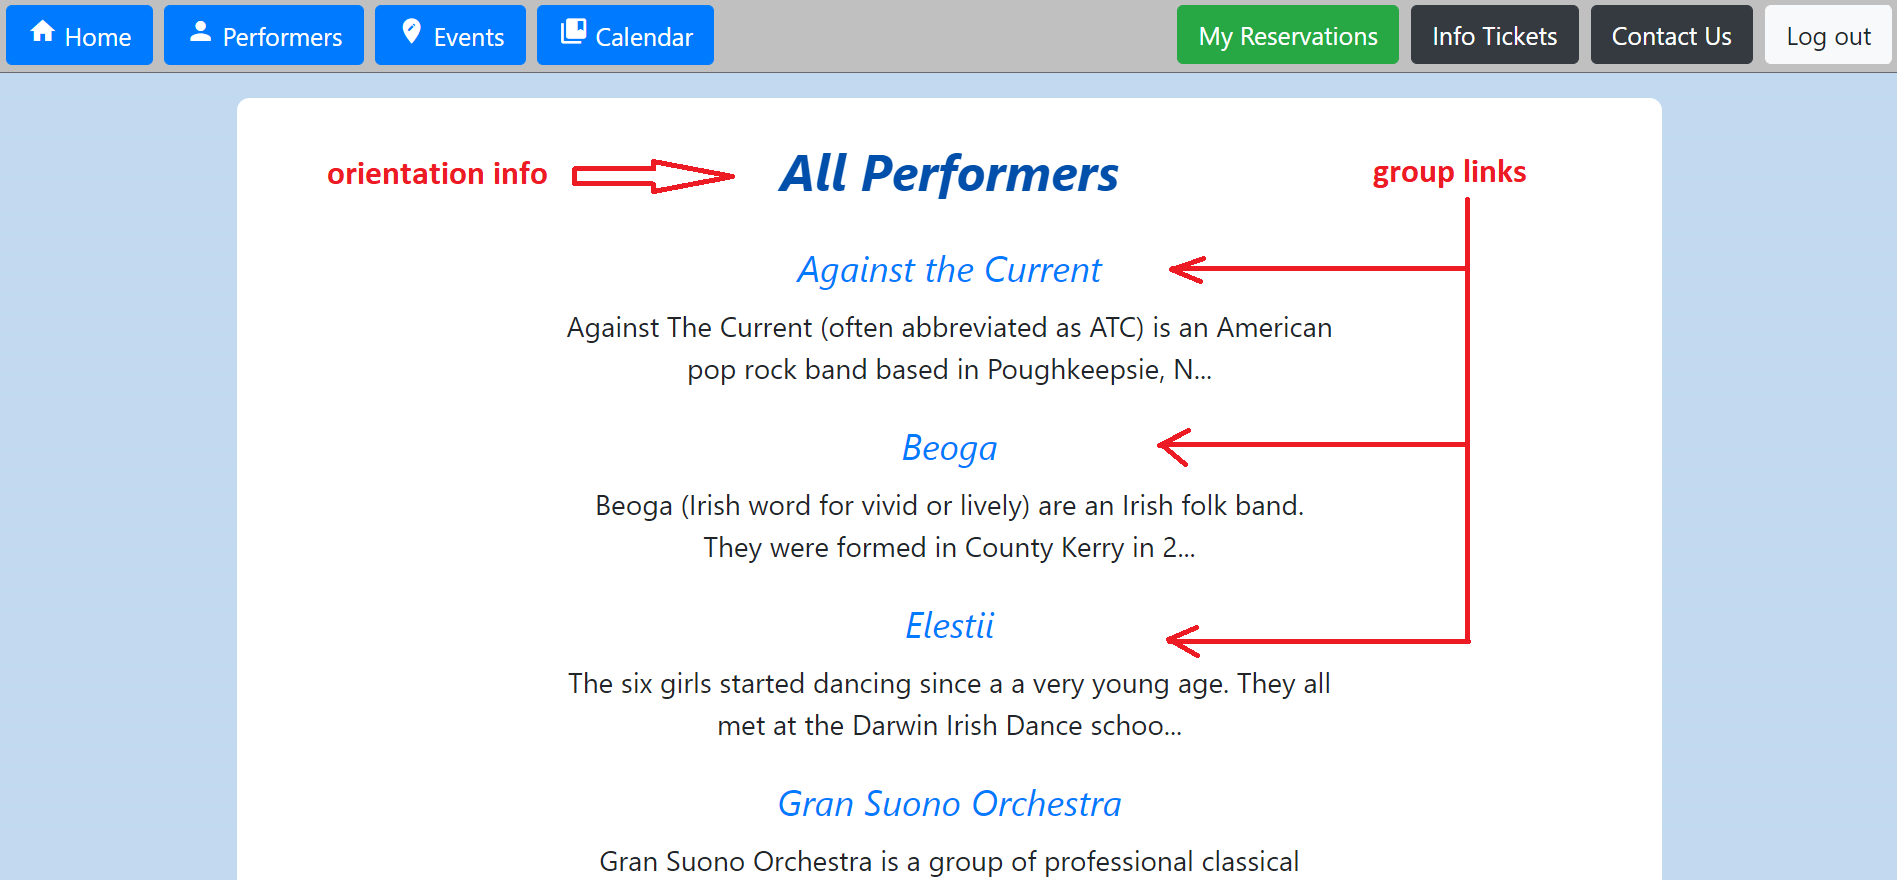 Home Performers Events Calendar My Reservations Info Tickets Contact Us Log out
orientation info All Performers group links
Against the Current
Against The Current (often abbreviated as ATC) is an American
pop rock band based in Poughkeepsie, N...
Beoga
Beoga (Irish word for vivid or lively) are an Irish folk band.
They were formed in County Kerry in 2...
Elestii
The six girls started dancing since a a very young age. They all
met at the Darwin Irish Dance schoo...
Gran Suono Orchestra
Gran Suono Orchestra is a group of professional classical